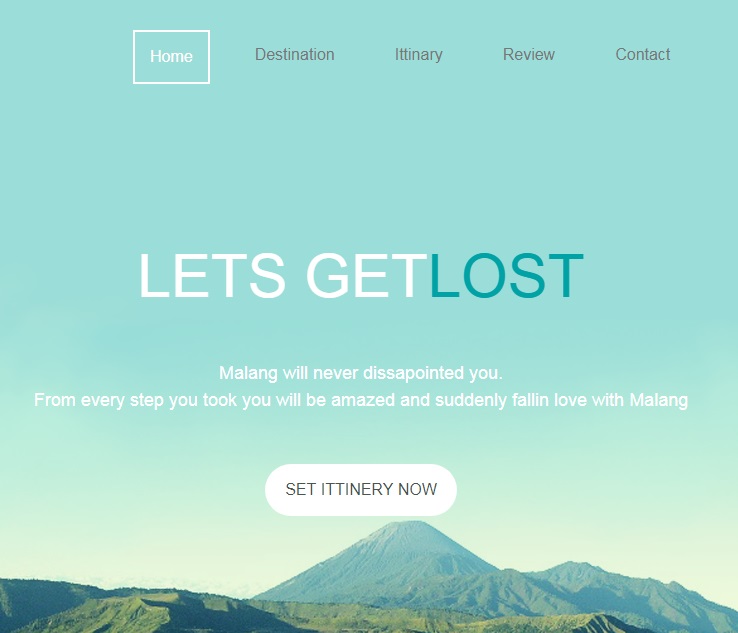 Home Destination Ittinary Review Contact
LETS GETLOST
Malang will never dissapointed you.
From every step you took you will be amazed and suddenly fallin love with Malang
SET ITTINERY NOW